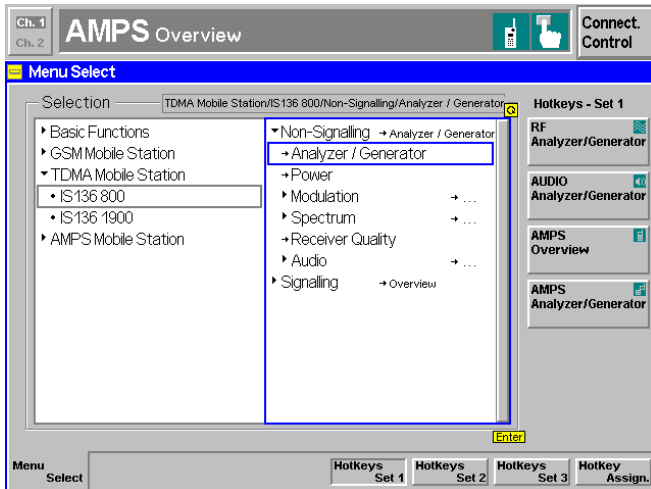 Ch. 1
Ch. 2
AMPS Overview
Connect.
Control
Menu Select
Selection
TDMA Mobile Station/IS136 800/Non-Signalling/Analyzer / Generator
Basic Functions
GSM Mobile Station
TDMA Mobile Station
IS136 800
IS136 1900
AMPS Mobile Station
Non-Signalling → Analyzer / Generator
→ Analyzer / Generator
→ Power
Modulation → ...
Spectrum → ...
→ Receiver Quality
Audio → ...
Signalling → Overview
Enter
Hotkeys - Set 1
RF
Analyzer/Generator
AUDIO
Analyzer/Generator
AMPS
Overview
AMPS
Analyzer/Generator
Menu
Select
Hotkeys
Set 1
Hotkeys
Set 2
Hotkeys
Set 3
Hotkey
Assign.